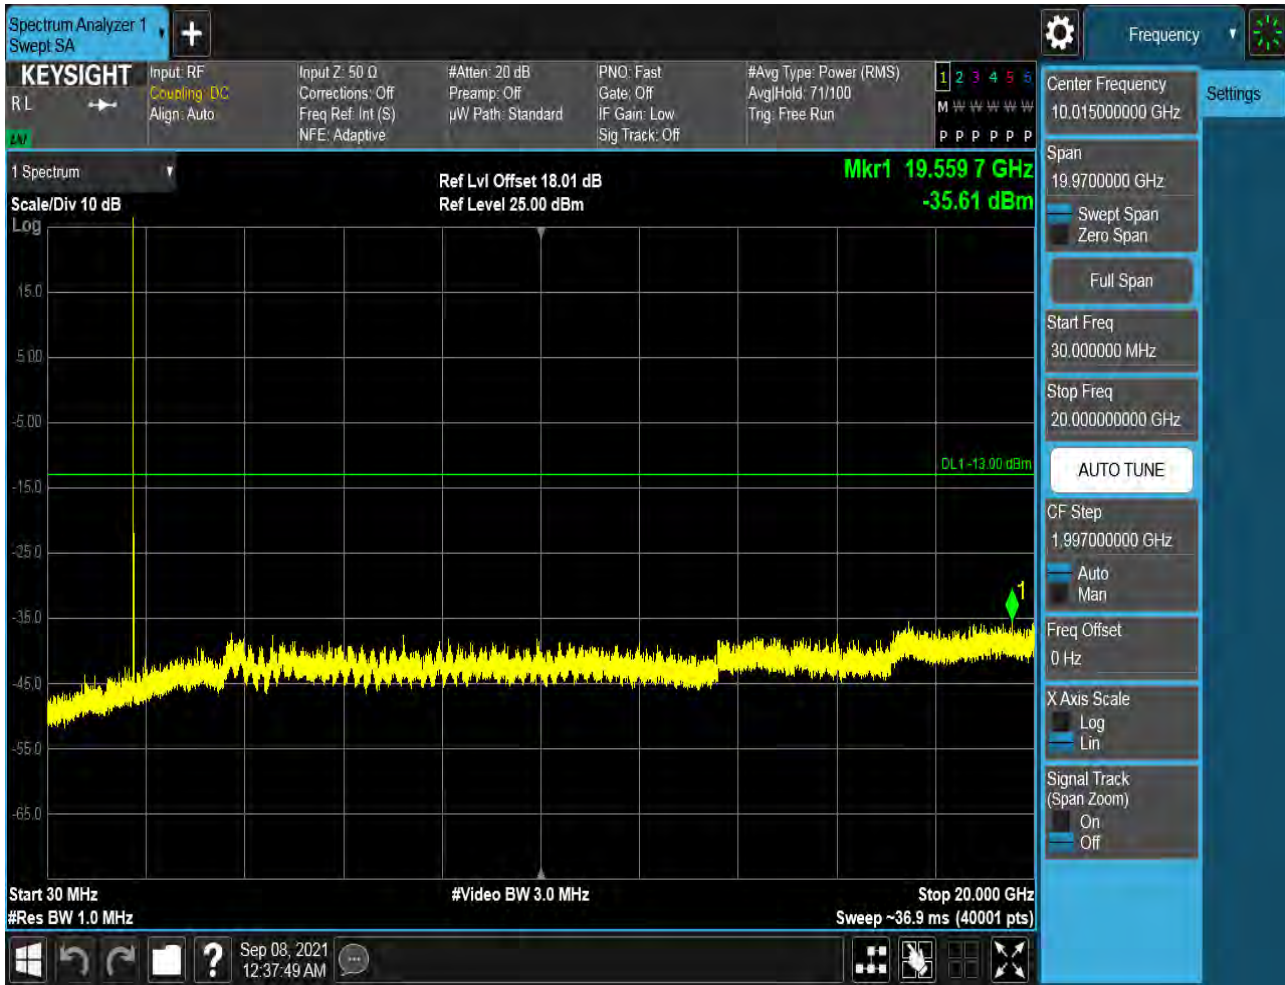 Spectrum Analyzer 1
Swept SA
Frequency
KEYSIGHT
R L
Input: RF
Coupling: DC
Align: Auto
Input Z: 50 Ω
Corrections: Off
Freq Ref: Int (S)
NFE: Adaptive
#Atten: 20 dB
Preamp: Off
µW Path: Standard
PNO: Fast
Gate: Off
IF Gain: Low
Sig Track: Off
#Avg Type: Power (RMS)
Avg|Hold: 71/100
Trig: Free Run
1 2 3 4 5 6
M W W W W W
P P P P P P
1 Spectrum
Scale/Div 10 dB
Log
Ref Lvl Offset 18.01 dB
Ref Level 25.00 dBm
Mkr1 19.559 7 GHz
-35.61 dBm
15.0
5.00
-5.00
-15.0
-25.0
-35.0
-45.0
-55.0
-65.0
DL1 -13.00 dBm
1
Start 30 MHz
#Res BW 1.0 MHz
#Video BW 3.0 MHz
Stop 20.000 GHz
Sweep ~36.9 ms (40001 pts)
Sep 08, 2021
12:37:49 AM
Center Frequency
10.015000000 GHz
Settings
Span
19.9700000 GHz
Swept Span
Zero Span
Full Span
Start Freq
30.000000 MHz
Stop Freq
20.000000000 GHz
AUTO TUNE
CF Step
1.997000000 GHz
Auto
Man
Freq Offset
0 Hz
X Axis Scale
Log
Lin
Signal Track
(Span Zoom)
On
Off